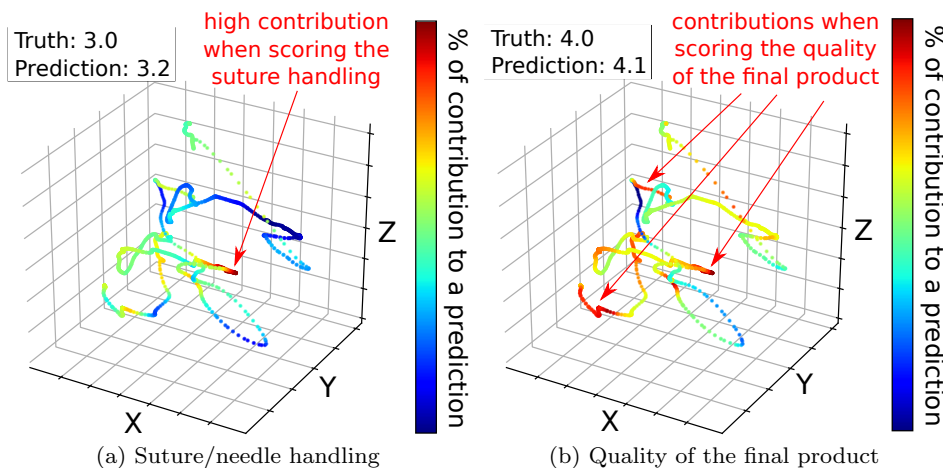 Truth: 3.0
Prediction: 3.2
high contribution
when scoring the
suture handling
% of contribution to a prediction
Z
Y
X
(a) Suture/needle handling
Truth: 4.0
Prediction: 4.1
contributions when
scoring the quality
of the final product
% of contribution to a prediction
Z
Y
X
(b) Quality of the final product